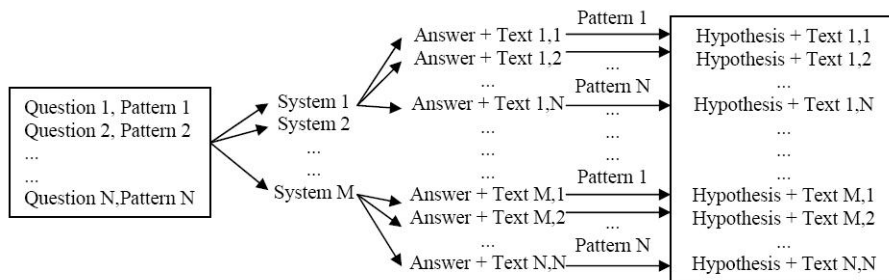 Question 1, Pattern 1
Question 2, Pattern 2
...
...
Question N,Pattern N
System 1
System 2
...
...
System M
Answer + Text 1,1
Answer + Text 1,2
...
Answer + Text 1,N
...
...
...
Answer + Text M,1
Answer + Text M,2
...
Answer + Text N,N
Pattern 1
...
Pattern N
...
...
Pattern 1
...
Pattern N
Hypothesis + Text 1,1
Hypothesis + Text 1,2
...
Hypothesis + Text 1,N
...
...
...
Hypothesis + Text M,1
Hypothesis + Text M,2
...
Hypothesis + Text N,N